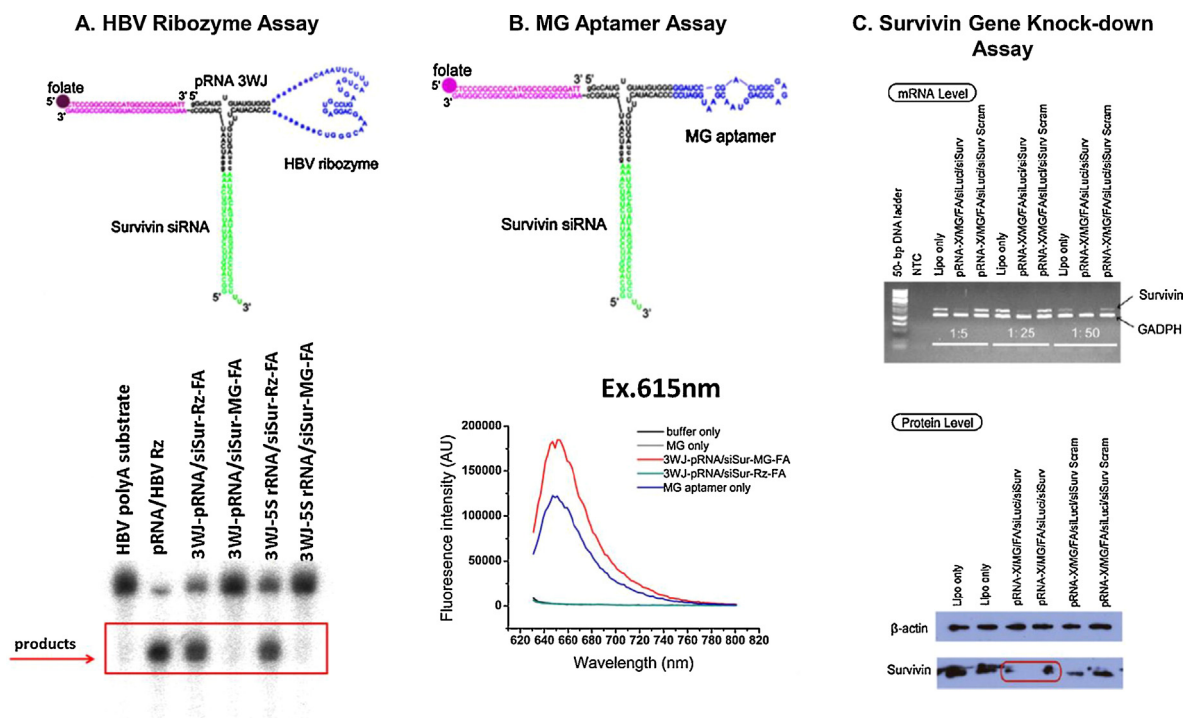 A. HBV Ribozyme Assay
folate
5'
3'
3' 5'
pRNA 3WJ
HBV ribozyme
Survivin siRNA
5'
3'
HBV polyA substrate
pRNA/HBV Rz
3WJ-pRNA/siSur-Rz-FA
3WJ-pRNA/siSur-MG-FA
3WJ-5S rRNA/siSur-Rz-FA
3WJ-5S rRNA/siSur-MG-FA
products
B. MG Aptamer Assay
folate
5'
3'
3' 5'
MG aptamer
Survivin siRNA
5'
3'
Ex.615nm
buffer only
MG only
3WJ-pRNA/siSur-MG-FA
3WJ-pRNA/siSur-Rz-FA
MG aptamer only
Fluoresence intensity (AU)
200000
150000
100000
50000
0
620 640 660 680 700 720 740 760 780 800 820
Wavelength (nm)
C. Survivin Gene Knock-down
Assay
mRNA Level
50- bp DNA ladder
NTC
Lipo only
pRNA-X/MG/FA/siLuci/siSurv
pRNA-X/MG/FA/siLuci/siSurv Scram
Lipo only
pRNA-X/MG/FA/siLuci/siSurv
pRNA-X/MG/FA/siLuci/siSurv Scram
Lipo only
pRNA-X/MG/FA/siLuci/siSurv
pRNA-X/MG/FA/siLuci/siSurv Scram
Survivin
GADPH
1:5
1: 25
1: 50
Protein Level
Lipo only
Lipo only
pRNA-X/MG/FA/siLuci/siSurv
pRNA-X/MG/FA/siLuci/siSurv
pRNA-X/MG/FA/siLuci/siSurv Scram
pRNA-X/MG/FA/siLuci/siSurv Scram
β-actin
Survivin